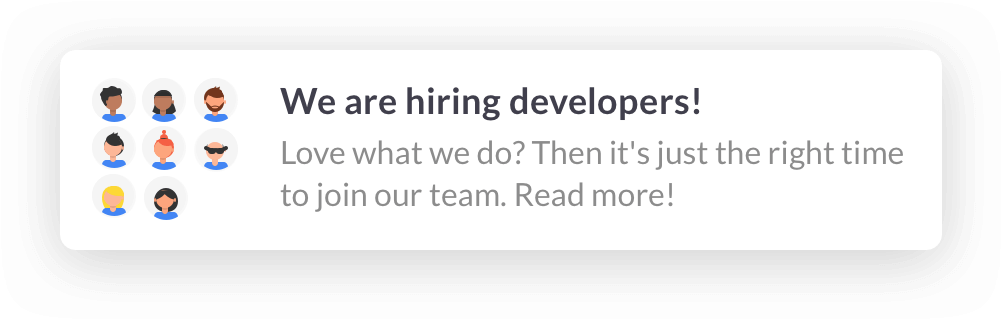 We are hiring developers!
Love what we do? Then it's just the right time
to join our team. Read more!